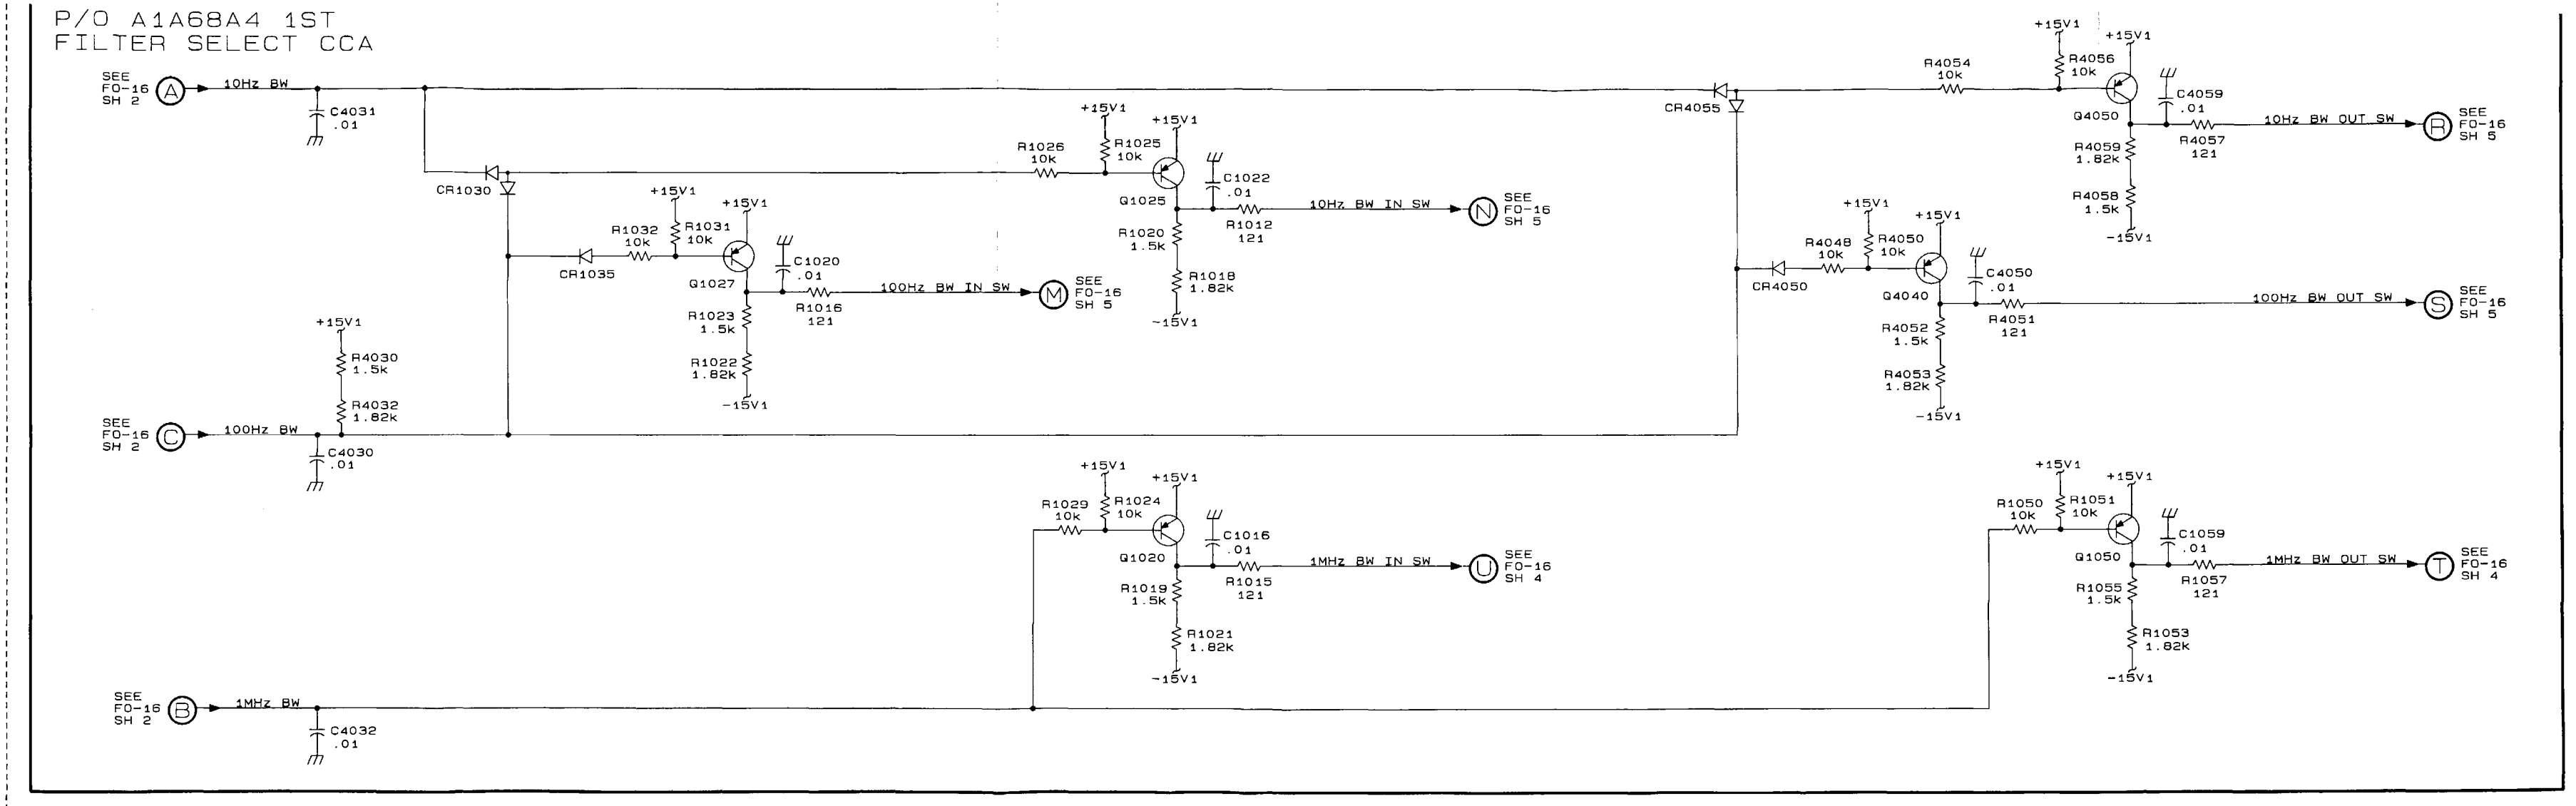 P/O A1A68A4 1ST
FILTER SELECT CCA
SEE
FO-16
SH 2
A
10Hz BW
C4031
.01
CR1030
R1026
10k
+15V1
R1025
10k
+15V1
Q1025
C1022
.01
R1020
1.5k
R1012
121
10Hz BW IN SW
N
SEE
FO-16
SH 5
R1018
1.82k
-15V1
CR1035
R1032
10k
+15V1
R1031
10k
+15V1
Q1027
C1020
.01
R1023
1.5k
R1016
121
100Hz BW IN SW
M
SEE
FO-16
SH 5
R1022
1.82k
-15V1
CR4055
R4054
10k
+15V1
R4056
10k
+15V1
Q4050
C4059
.01
R4059
1.82k
R4057
121
10Hz BW OUT SW
R
SEE
FO-16
SH 5
R4058
1.5k
-15V1
CR4050
R4048
10k
+15V1
R4050
10k
+15V1
Q4040
C4050
.01
R4052
1.5k
R4051
121
100Hz BW OUT SW
S
SEE
FO-16
SH 5
R4053
1.82k
-15V1
+15V1
R4030
1.5k
R4032
1.82k
SEE
FO-16
SH 2
C
100Hz BW
C4030
.01
R1029
10k
+15V1
R1024
10k
+15V1
Q1020
C1016
.01
R1019
1.5k
R1015
121
1MHz BW IN SW
U
SEE
FO-16
SH 4
R1021
1.82k
-15V1
R1050
10k
+15V1
R1051
10k
+15V1
Q1050
C1059
.01
R1055
1.5k
R1057
121
1MHz BW OUT SW
T
SEE
FO-16
SH 4
R1053
1.82k
-15V1
SEE
FO-16
SH 2
B
1MHz BW
C4032
.01